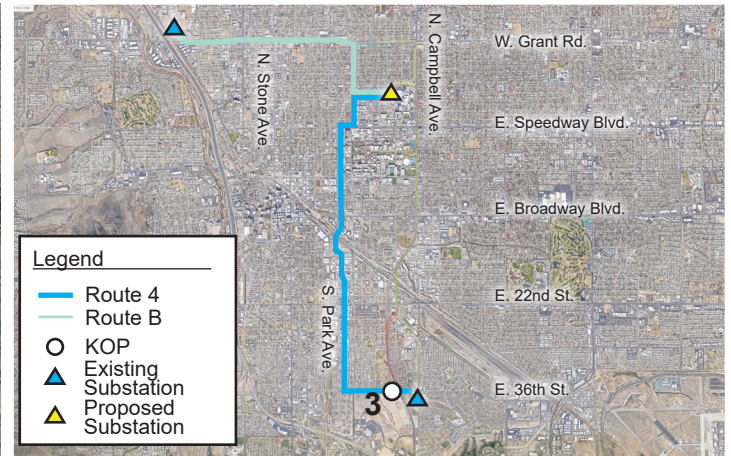 W. Grant Rd.
N. Stone Ave.
N. Campbell Ave.
E. Speedway Blvd.
E. Broadway Blvd.
Legend
Route 4
Route B
KOP
Existing
Substation
Proposed
Substation
S. Park Ave.
E. 22nd St.
E. 36th St.
3